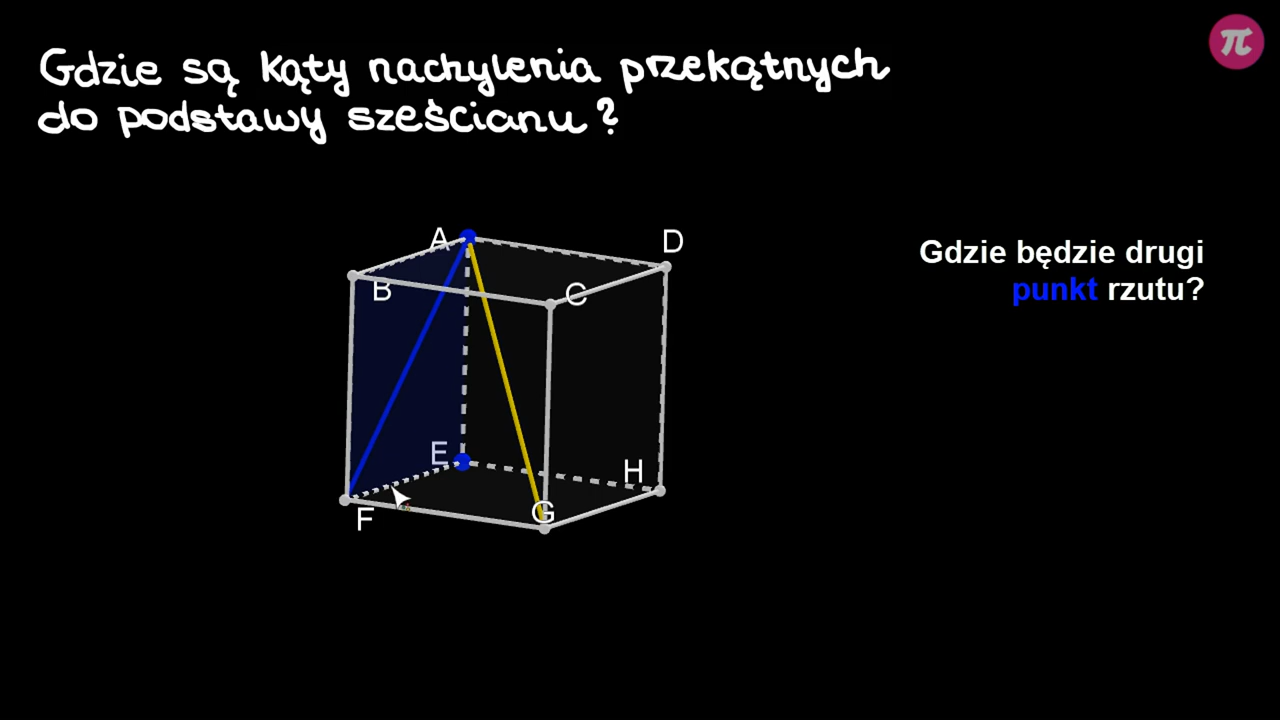 Gdzie są kąty nachylenia przekątnych
do podstawy sześcianu?
π
A
D
Gdzie będzie drugi
punkt rzutu?
B
C
E
H
F
G